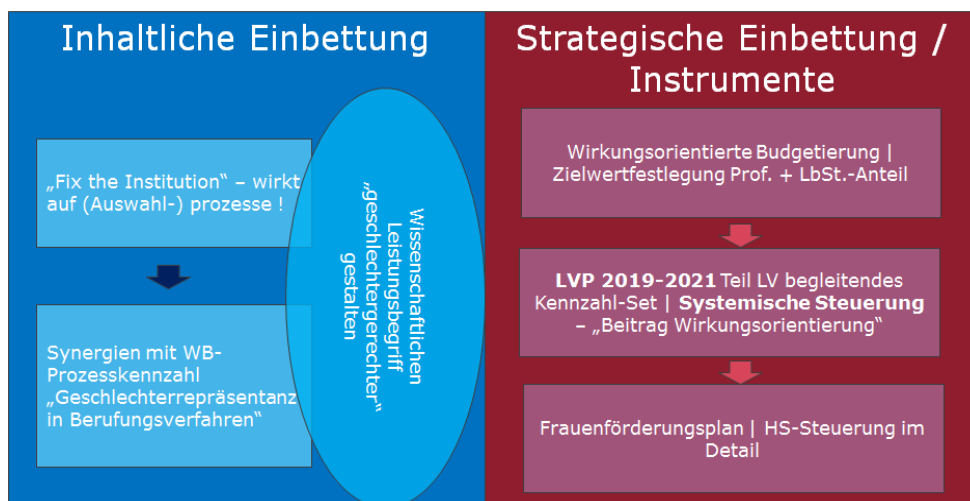 Inhaltliche Einbettung
„Fix the Institution“ – wirkt
auf (Auswahl-) prozesse !
Synergien mit WB-
Prozesskennzahl
„Geschlechterrepräsentanz
in Berufungsverfahren“
Wissenschaftlichen
Leistungsbegriff
„geschlechtergerechter“
gestalten
Strategische Einbettung /
Instrumente
Wirkungsorientierte Budgetierung |
Zielwertfestlegung Prof. + LbSt.-Anteil
LVP 2019-2021 Teil LV begleitendes
Kennzahl-Set | Systemische Steuerung
– „Beitrag Wirkungsorientierung“
Frauenförderungsplan | HS-Steuerung im
Detail